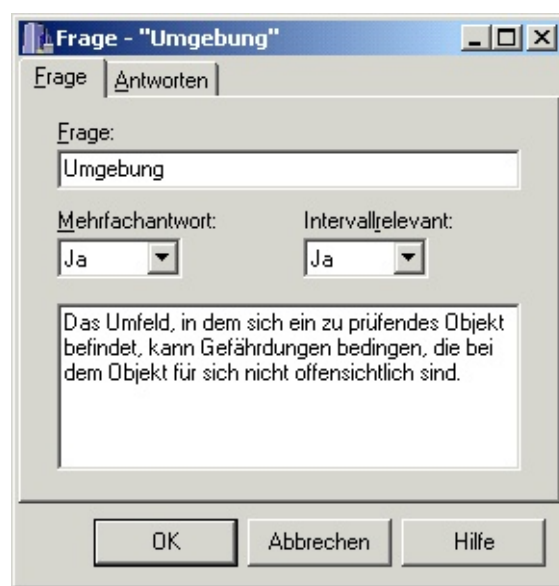 Frage - "Umgebung"
Frage Antworten
Frage:
Umgebung
Mehrfachantwort: Intervallrelevant:
Ja Ja
Das Umfeld, in dem sich ein zu prüfendes Objekt
befindet, kann Gefährdungen bedingen, die bei
dem Objekt für sich nicht offensichtlich sind.
OK Abbrechen Hilfe